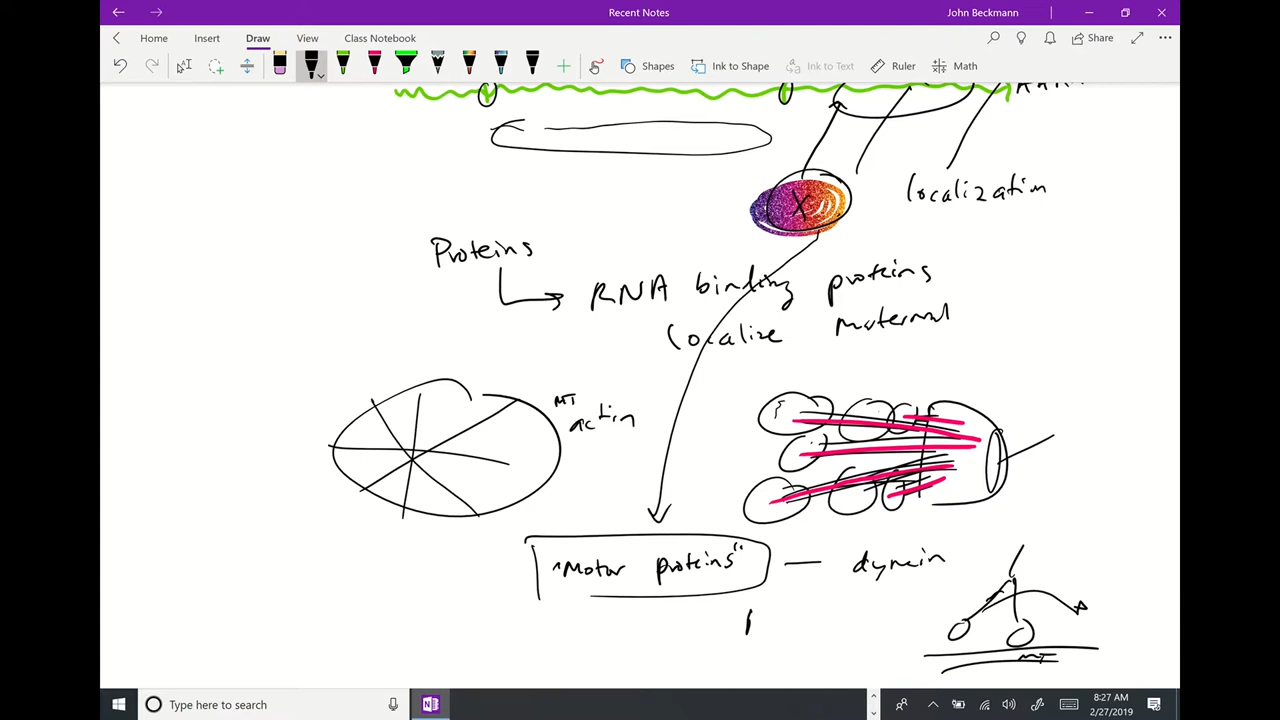 Recent Notes
John Beckmann
Home Insert Draw View Class Notebook
Share
Shapes Ink to Shape Ink to Text Ruler Math
localization
X
Proteins
RNA binding proteins
localize maternal
MT
actin
"Motor proteins" — dynein
MT
Type here to search
8:27 AM
2/27/2019